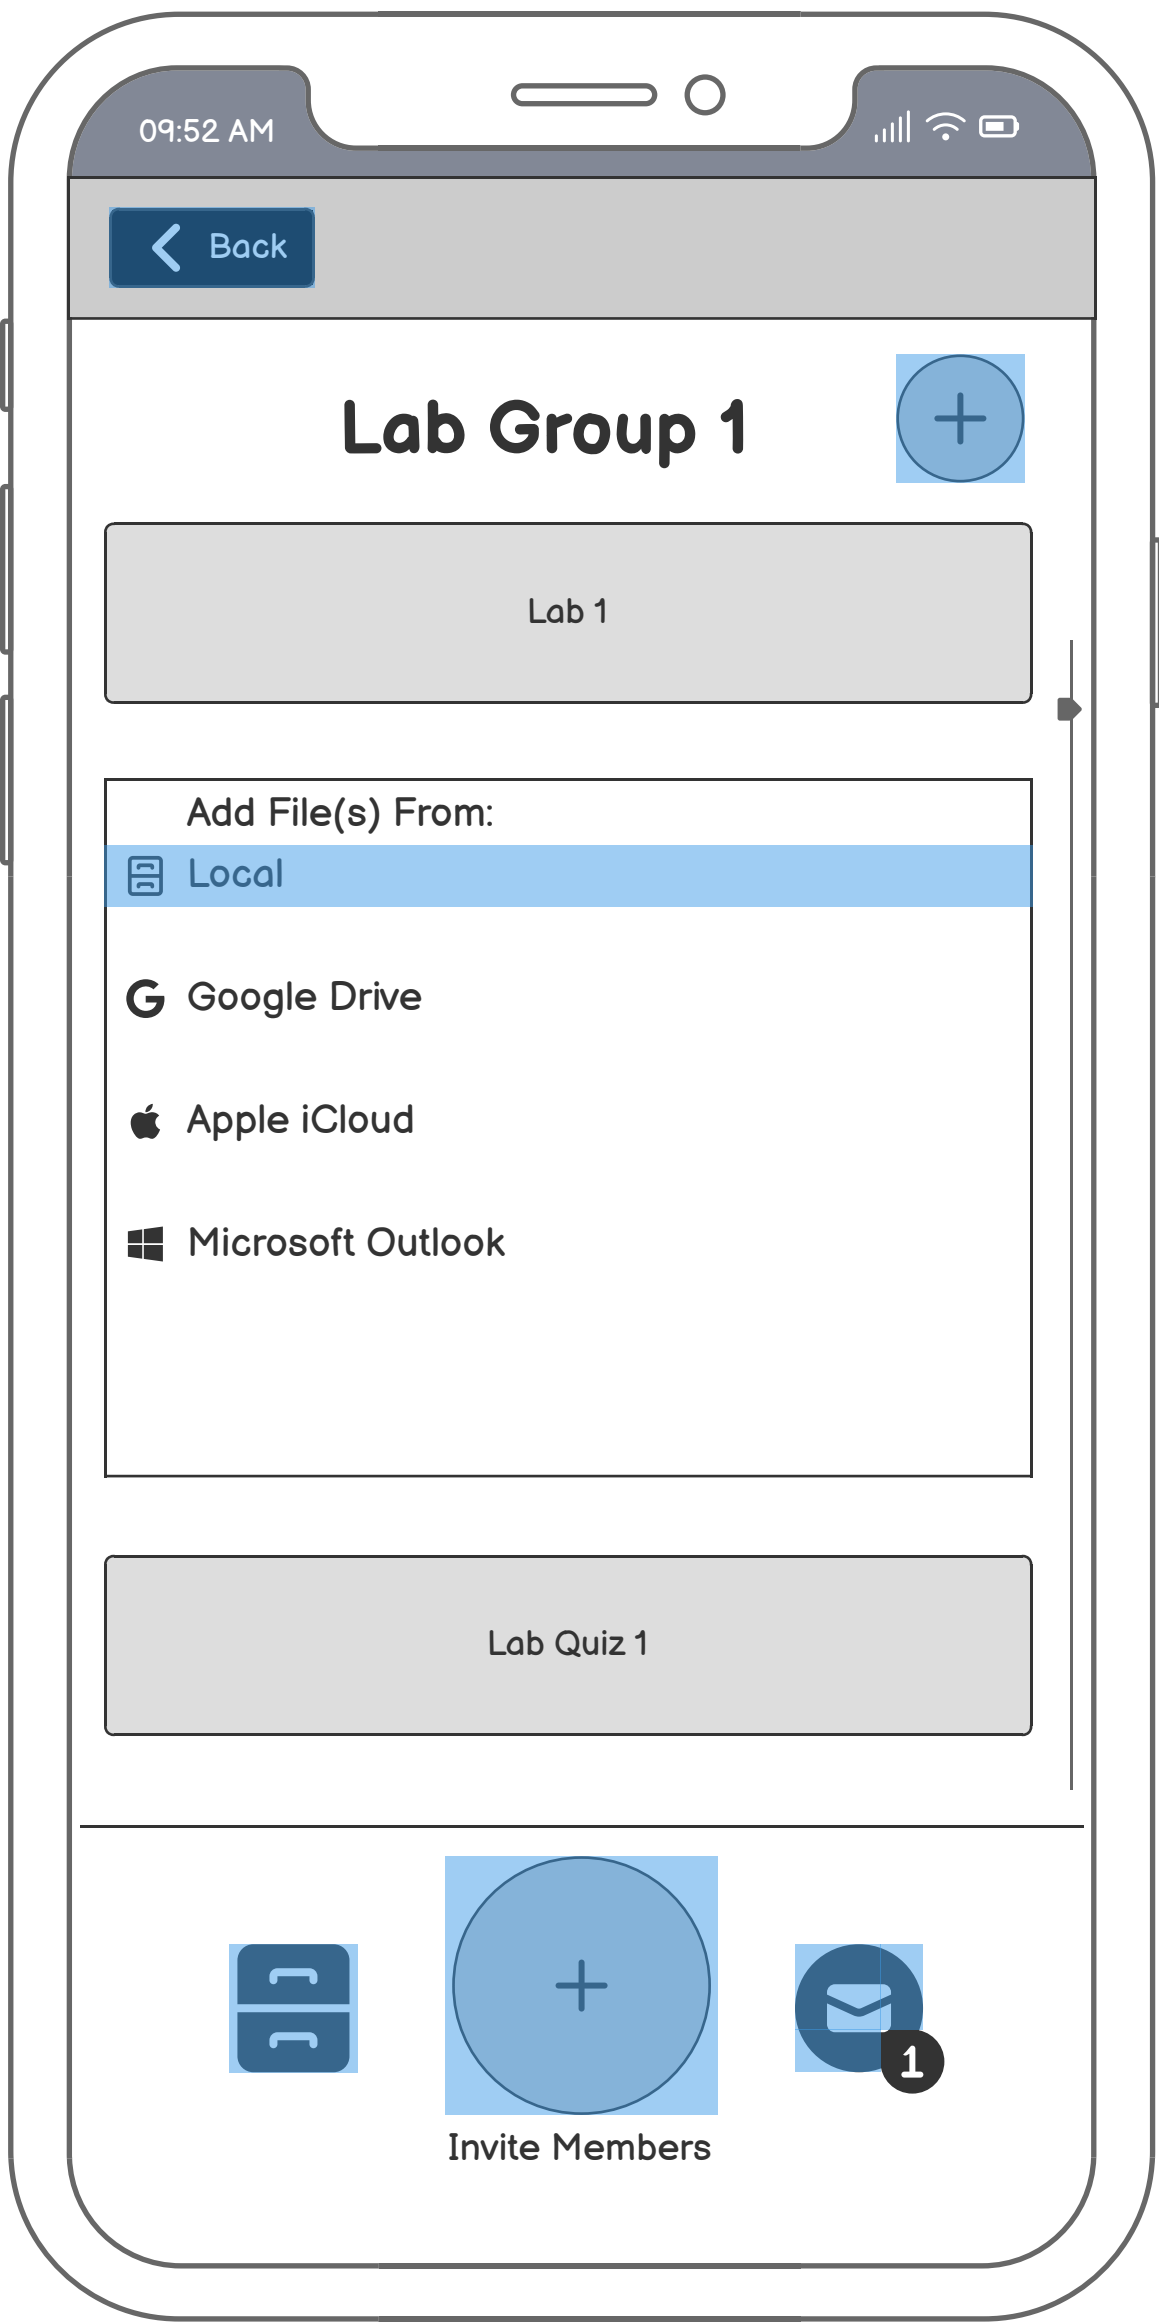 09:52 AM
Back
Lab Group 1
Lab 1
Add File(s) From:
Local
Google Drive
Apple iCloud
Microsoft Outlook
Lab Quiz 1
1
Invite Members